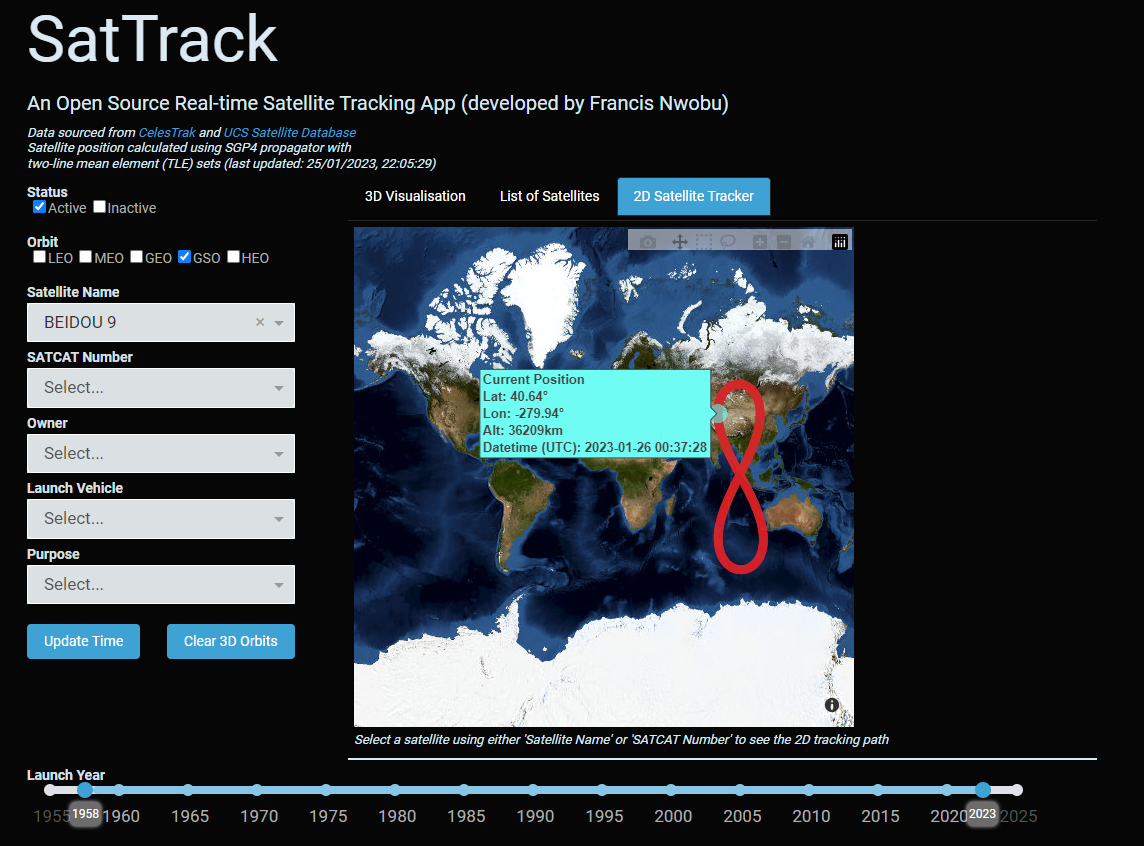 SatTrack
An Open Source Real-time Satellite Tracking App (developed by Francis Nwobu)
Data sourced from CelesTrak and UCS Satellite Database
Satellite position calculated using SGP4 propagator with
two-line mean element (TLE) sets (last updated: 25/01/2023, 22:05:29)
Status
Active Inactive
Orbit
LEO MEO GEO GSO HEO
Satellite Name
BEIDOU 9
SATCAT Number
Select...
Owner
Select...
Launch Vehicle
Select...
Purpose
Select...
Update Time Clear 3D Orbits
3D Visualisation List of Satellites 2D Satellite Tracker
Current Position
Lat: 40.64°
Lon: -279.94°
Alt: 36209km
Datetime (UTC): 2023-01-26 00:37:28
Select a satellite using either 'Satellite Name' or 'SATCAT Number' to see the 2D tracking path
Launch Year
1955 1958 1960 1965 1970 1975 1980 1985 1990 1995 2000 2005 2010 2015 2020 2023 2025